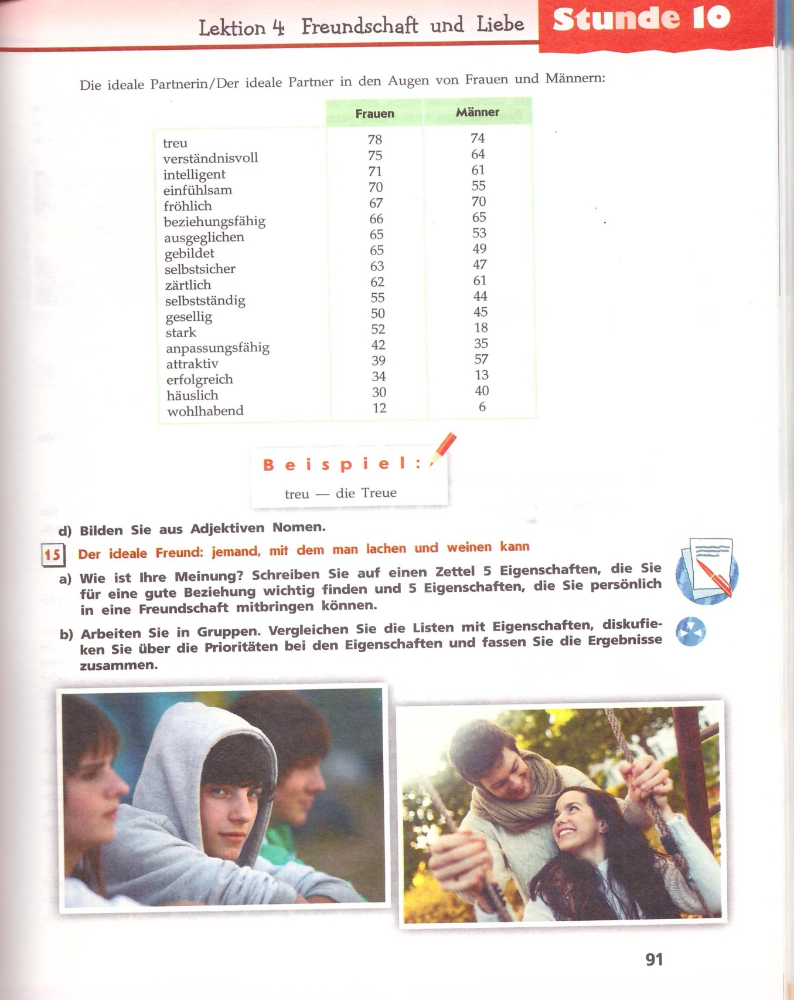 Lektion 4 Freundschaft und Liebe
Stunde 10
Die ideale Partnerin/Der ideale Partner in den Augen von Frauen und Männern:
Frauen Männer
treu 78 74
verständnisvoll 75 64
intelligent 71 61
einfühlsam 70 55
fröhlich 67 70
beziehungsfähig 66 65
ausgeglichen 65 53
gebildet 65 49
selbstsicher 63 47
zärtlich 62 61
selbstständig 55 44
gesellig 50 45
stark 52 18
anpassungsfähig 42 35
attraktiv 39 57
erfolgreich 34 13
häuslich 30 40
wohlhabend 12 6
Beispiel:
treu — die Treue
d) Bilden Sie aus Adjektiven Nomen.
15 Der ideale Freund: jemand, mit dem man lachen und weinen kann
a) Wie ist Ihre Meinung? Schreiben Sie auf einen Zettel 5 Eigenschaften, die Sie
für eine gute Beziehung wichtig finden und 5 Eigenschaften, die Sie persönlich
in eine Freundschaft mitbringen können.
b) Arbeiten Sie in Gruppen. Vergleichen Sie die Listen mit Eigenschaften, diskufie-
ken Sie über die Prioritäten bei den Eigenschaften und fassen Sie die Ergebnisse
zusammen.
91